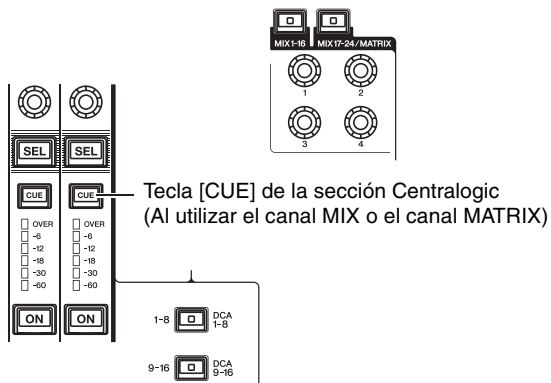 MIX1-16 MIX17-24/MATRIX
1 2
3 4
SEL SEL
CUE CUE
Tecla [CUE] de la sección Centralogic
(Al utilizar el canal MIX o el canal MATRIX)
OVER OVER
-6 -6
-12 -12
-18 -18
-30 -30
-60 -60
ON ON
1-8 DCA
1-8
9-16 DCA
9-16